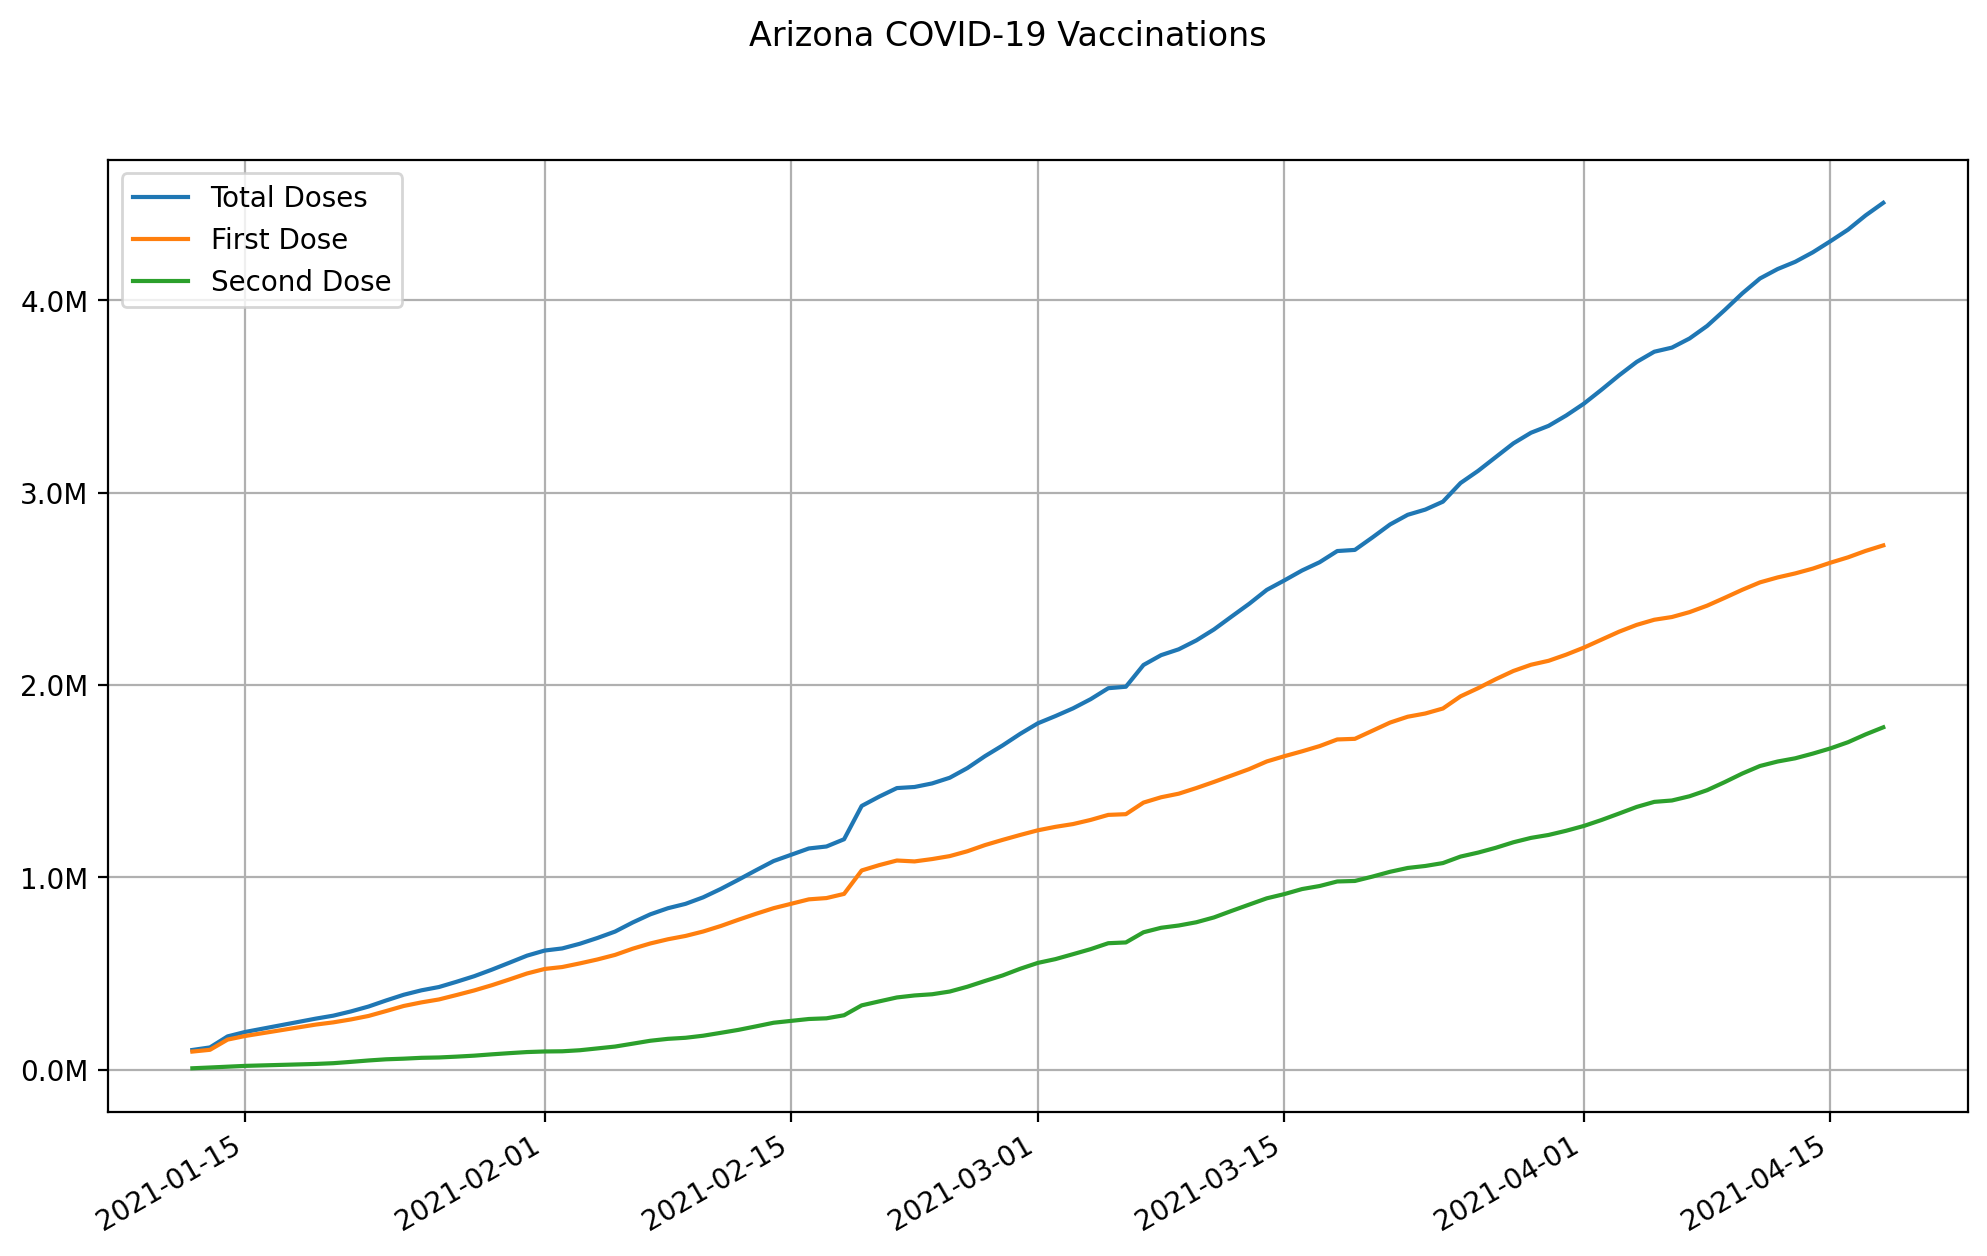 Arizona COVID-19 Vaccinations
Total Doses
First Dose
Second Dose
4.0M
3.0M
2.0M
1.0M
0.0M
2021-01-15
2021-02-01
2021-02-15
2021-03-01
2021-03-15
2021-04-01
2021-04-15